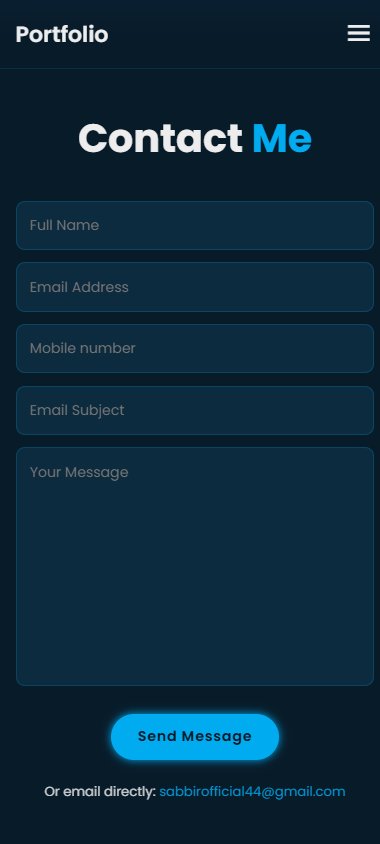 Portfolio
Contact Me
Full Name
Email Address
Mobile number
Email Subject
Your Message
Send Message
Or email directly: sabbirofficial44@gmail.com